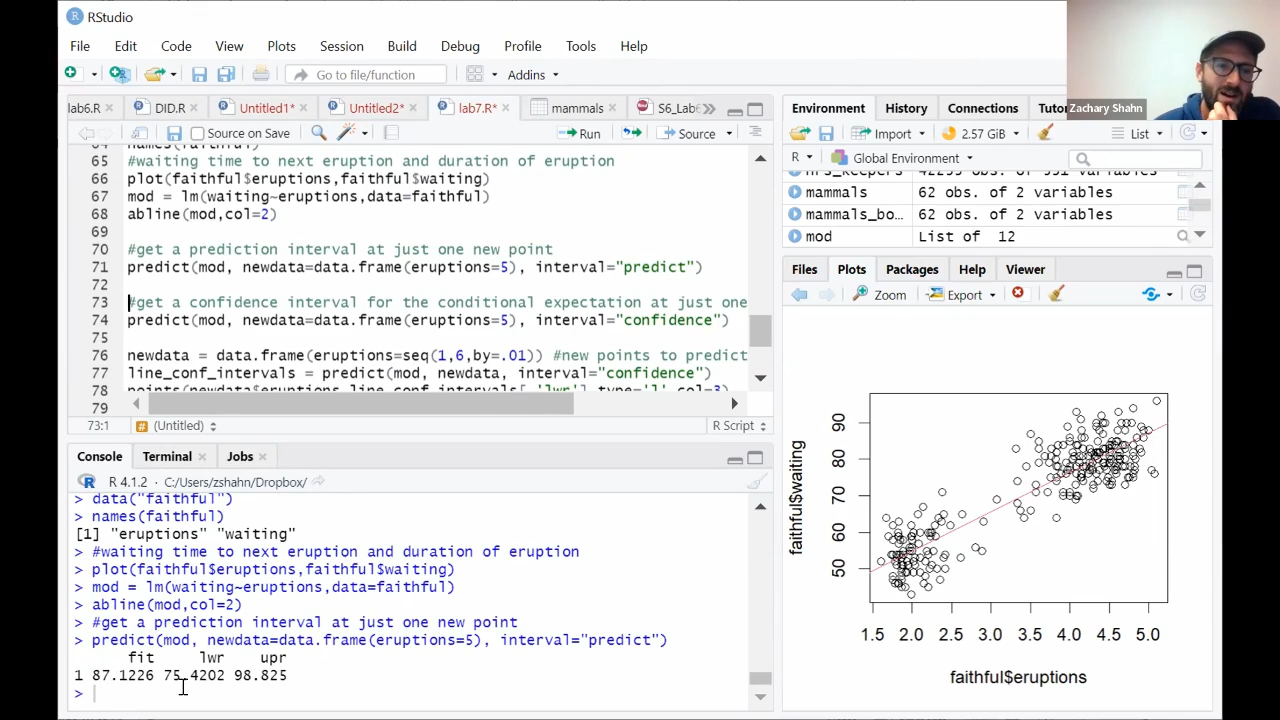 RStudio
File Edit Code View Plots Session Build Debug Profile Tools Help
Go to file/function Addins
lab6.R DID.R Untitled1* Untitled2* lab7.R* mammals S6_Lab
Source on Save Run Source
65 #waiting time to next eruption and duration of eruption
66 plot(faithful$eruptions,faithful$waiting)
67 mod = lm(waiting~eruptions,data=faithful)
68 abline(mod,col=2)
69
70 #get a prediction interval at just one new point
71 predict(mod, newdata=data.frame(eruptions=5), interval="predict")
72
73 #get a confidence interval for the conditional expectation at just one
74 predict(mod, newdata=data.frame(eruptions=5), interval="confidence")
75
76 newdata = data.frame(eruptions=seq(1,6,by=.01)) #new points to predict
77 line_conf_intervals = predict(mod, newdata, interval="confidence")
78 points(newdata$eruptions,line_conf_intervals[,'lwr'],type='l',col=3)
79
73:1 # (Untitled) R Script
Console Terminal Jobs
R 4.1.2 · C:/Users/zshahn/Dropbox/
> data("faithful")
> names(faithful)
[1] "eruptions" "waiting"
> #waiting time to next eruption and duration of eruption
> plot(faithful$eruptions,faithful$waiting)
> mod = lm(waiting~eruptions,data=faithful)
> abline(mod,col=2)
> #get a prediction interval at just one new point
> predict(mod, newdata=data.frame(eruptions=5), interval="predict")
fit lwr upr
1 87.1226 75.4202 98.825
>
Environment History Connections Tutor
Import 2.57 GiB List
R Global Environment
mammals 62 obs. of 2 variables
mammals_bo… 62 obs. of 2 variables
mod List of 12
Files Plots Packages Help Viewer
Zoom Export
faithful$waiting
90
80
70
60
50
1.5 2.0 2.5 3.0 3.5 4.0 4.5 5.0
faithful$eruptions
Zachary Shahn